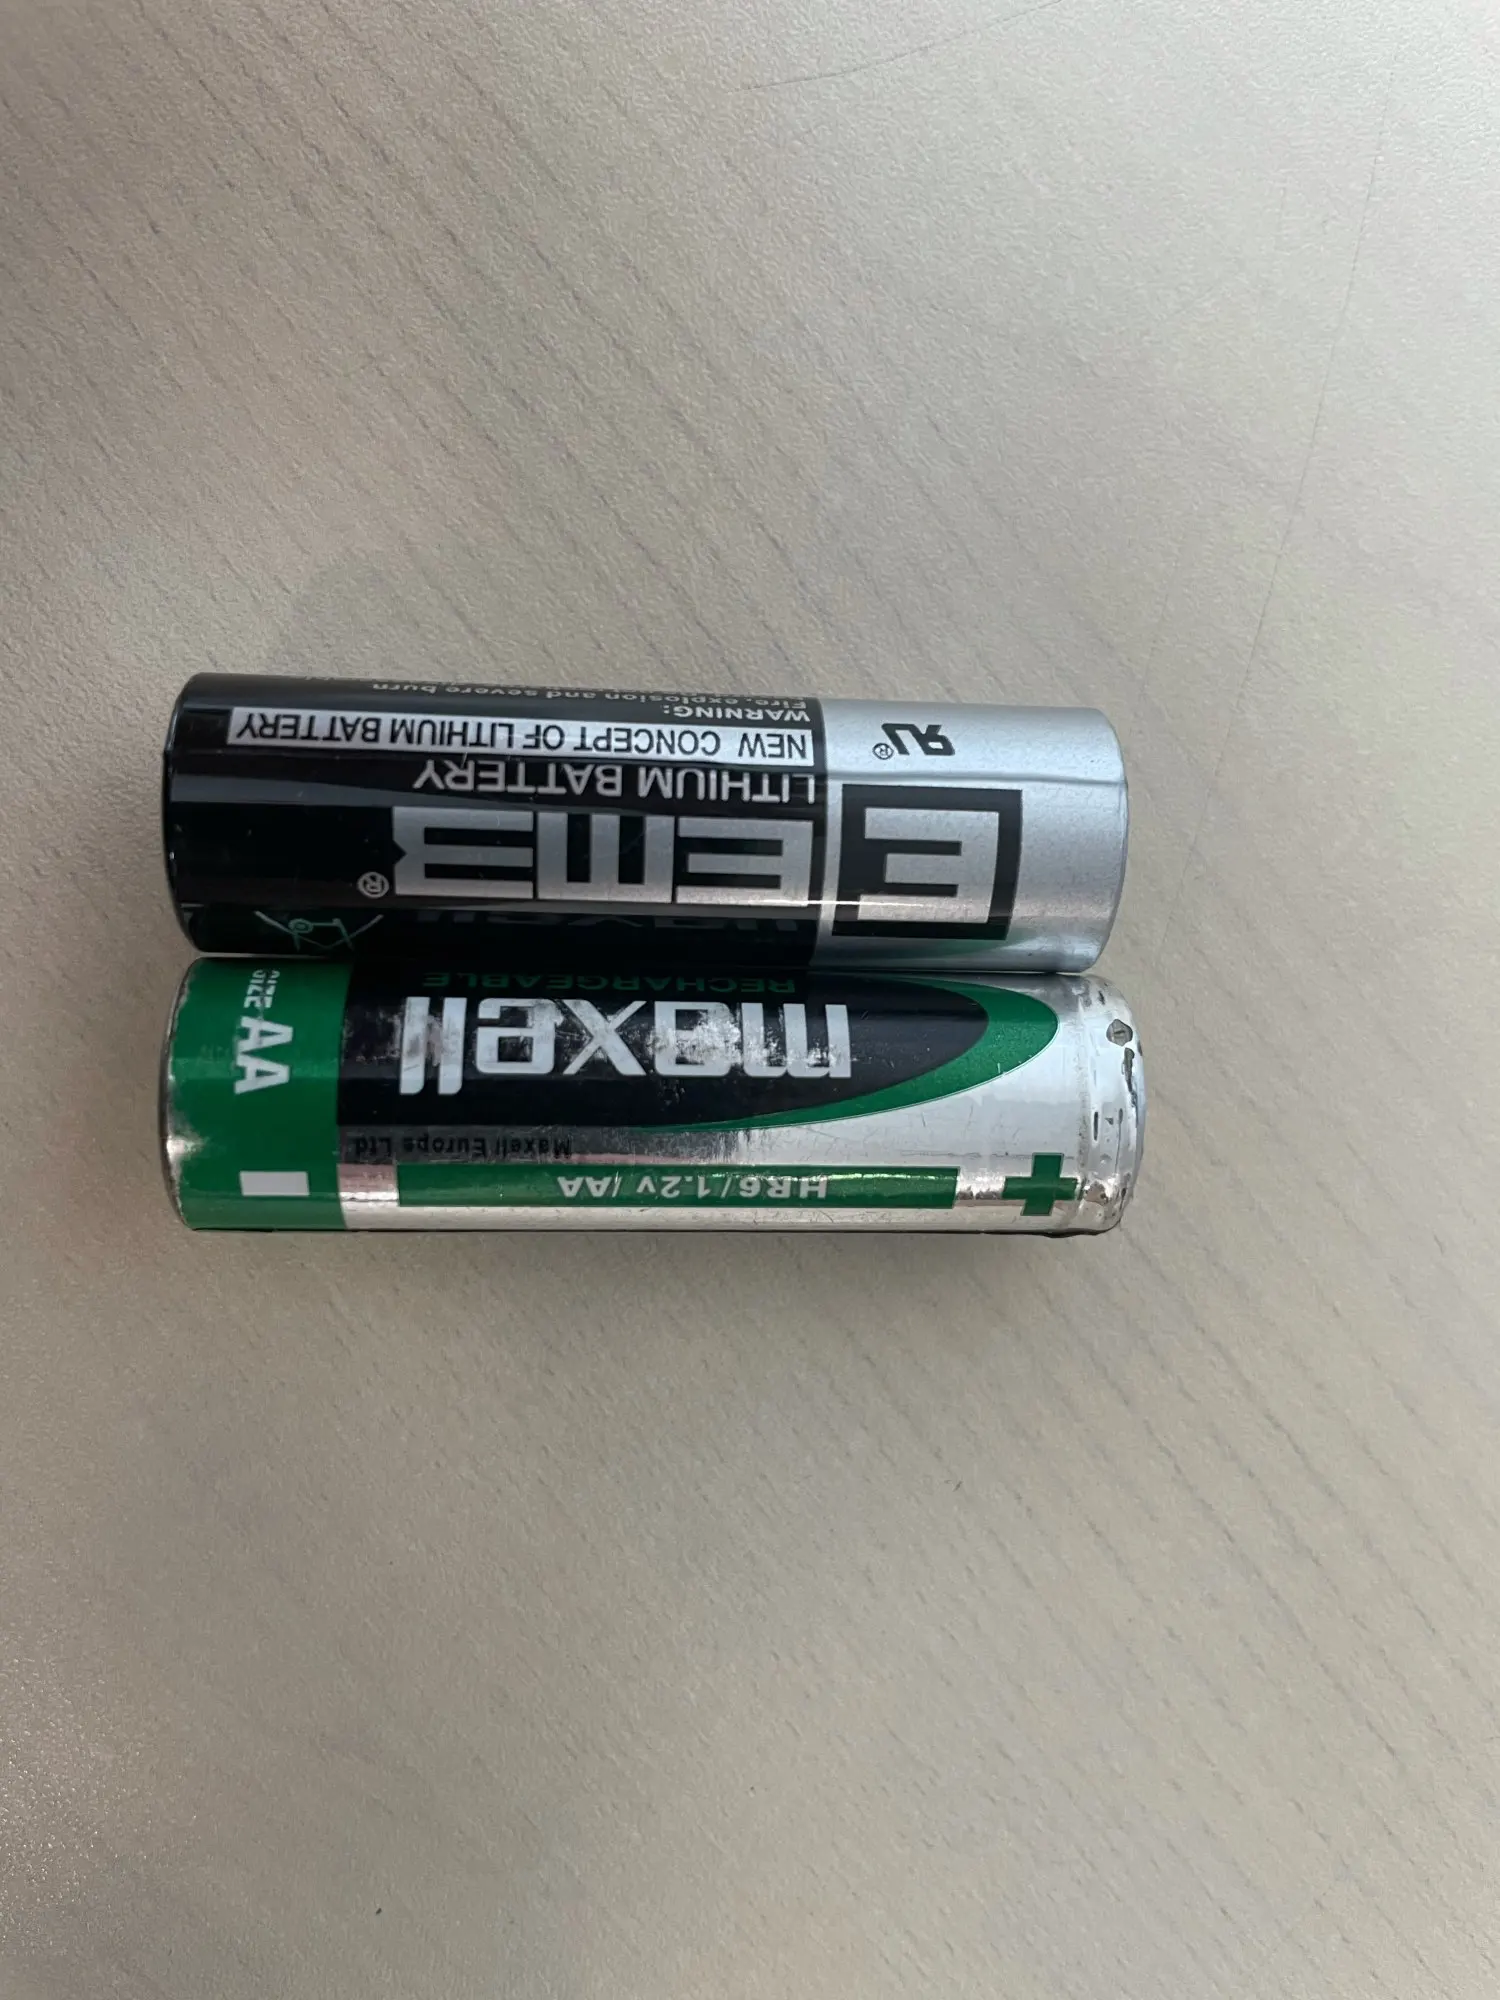 E
EEMB®
LITHIUM BATTERY
NEW CONCEPT OF LITHIUM BATTERY
WARNING:
Fire, explosion and severe burn
HR6/1.2v/AA
Maxell Europe Ltd
maxell
RECHARGEABLE
SIZE AA